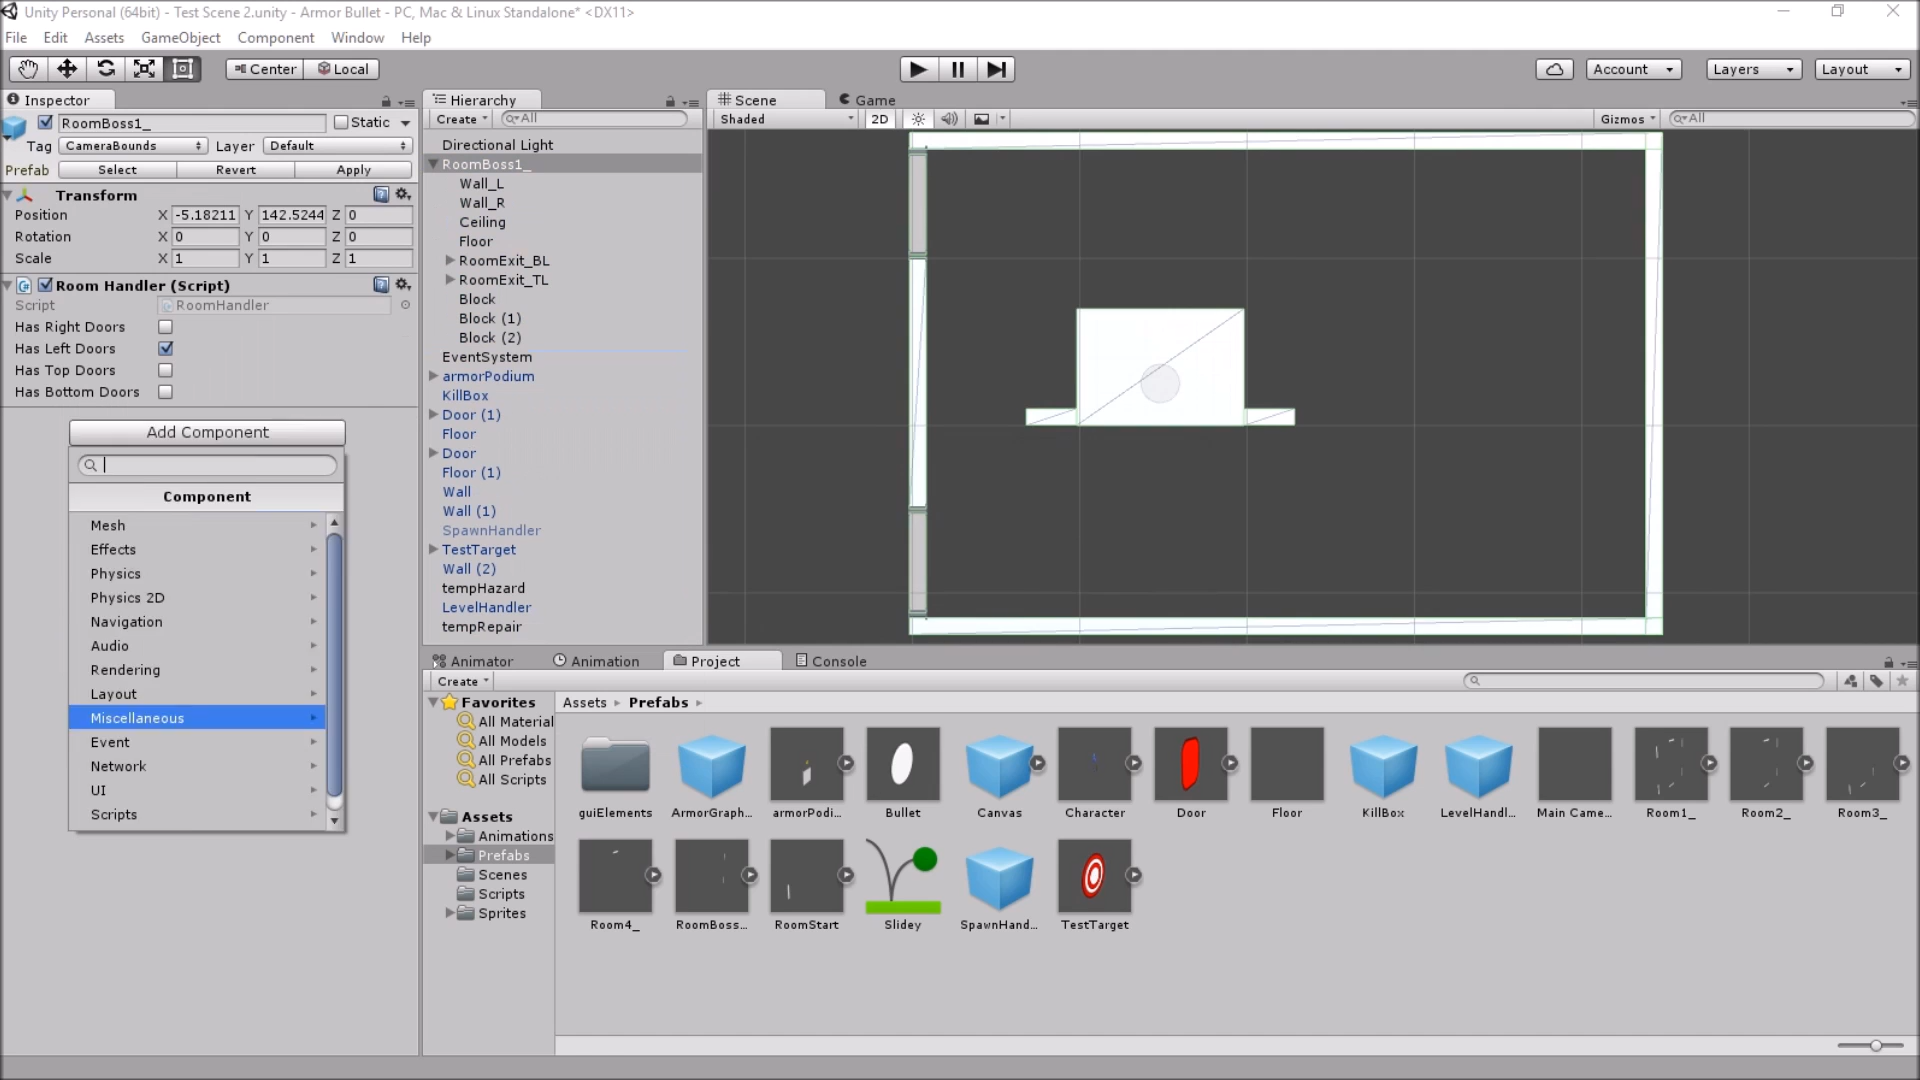 Unity Personal (64bit) - Test Scene 2.unity - Armor Bullet - PC, Mac & Linux Standalone* <DX11>
File Edit Assets GameObject Component Window Help
Center Local
Account Layers Layout
Inspector
RoomBoss1_ Static
Tag CameraBounds Layer Default
Prefab Select Revert Apply
Transform
Position X -5.18211 Y 142.5244 Z 0
Rotation X 0 Y 0 Z 0
Scale X 1 Y 1 Z 1
Room Handler (Script)
Script RoomHandler
Has Right Doors
Has Left Doors
Has Top Doors
Has Bottom Doors
Add Component
Component
Mesh
Effects
Physics
Physics 2D
Navigation
Audio
Rendering
Layout
Miscellaneous
Event
Network
UI
Scripts
Hierarchy
Create All
Directional Light
RoomBoss1_
Wall_L
Wall_R
Ceiling
Floor
RoomExit_BL
RoomExit_TL
Block
Block (1)
Block (2)
EventSystem
armorPodium
KillBox
Door (1)
Floor
Door
Floor (1)
Wall
Wall (1)
SpawnHandler
TestTarget
Wall (2)
tempHazard
LevelHandler
tempRepair
Scene Game
Shaded 2D Gizmos All
Animator Animation Project Console
Create
Favorites
All Material
All Models
All Prefabs
All Scripts
Assets
Animations
Prefabs
Scenes
Scripts
Sprites
Assets Prefabs
guiElements ArmorGraph... armorPodi... Bullet Canvas Character Door Floor KillBox LevelHandl... Main Came... Room1_ Room2_ Room3_
Room4_ RoomBoss... RoomStart Slidey SpawnHand... TestTarget